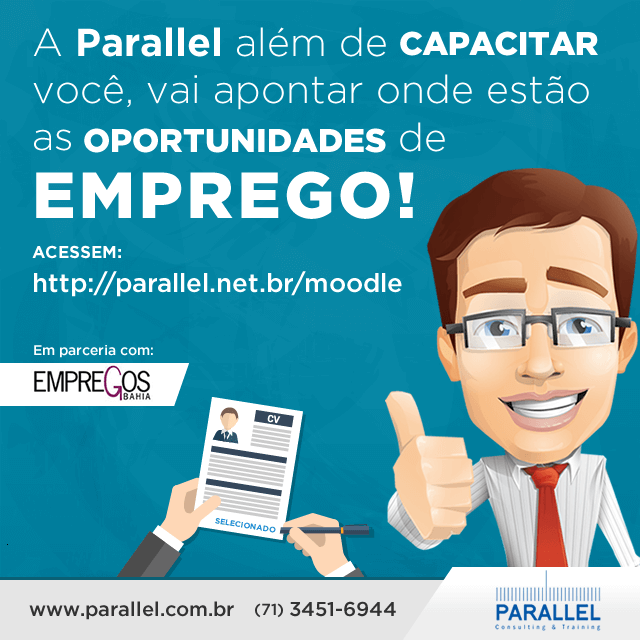 A Parallel além de CAPACITAR
você, vai apontar onde estão
as OPORTUNIDADES de
EMPREGO!
ACESSEM:
http://parallel.net.br/moodle
Em parceria com:
EMPREGOS
BAHIA
CV
SELECIONADO
www.parallel.com.br (71) 3451-6944
PARALLEL
Consulting & Training